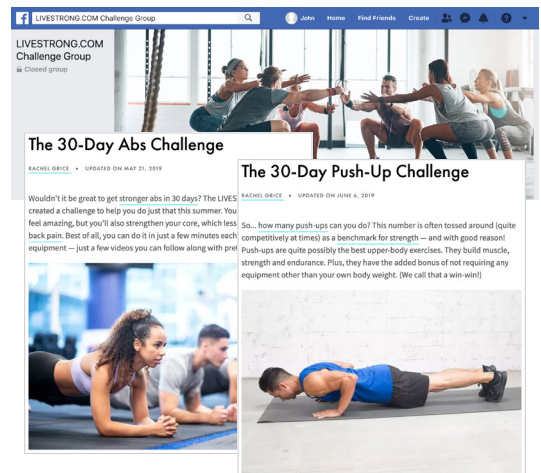 LIVESTRONG.COM Challenge Group
John Home Find Friends Create
LIVESTRONG.COM
Challenge Group
Closed group
The 30-Day Abs Challenge
RACHEL GRICE • UPDATED ON MAY 21, 2019
Wouldn't it be great to get stronger abs in 30 days? The LIVES
created a challenge to help you do just that this summer. You
feel amazing, but you'll also strengthen your core, which less
back pain. Best of all, you can do it in just a few minutes each
equipment — just a few videos you can follow along with pret
The 30-Day Push-Up Challenge
RACHEL GRICE • UPDATED ON JUNE 6, 2019
So... how many push-ups can you do? This number is often tossed around (quite
competitively at times) as a benchmark for strength — and with good reason!
Push-ups are quite possibly the best upper-body exercises. They build muscle,
strength and endurance. Plus, they have the added bonus of not requiring any
equipment other than your own body weight. (We call that a win-win!)